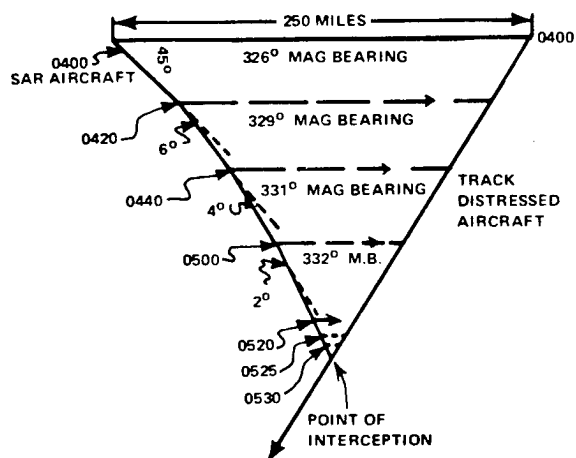 250 MILES
0400
0400
SAR AIRCRAFT
45°
326° MAG BEARING
329° MAG BEARING
0420
6°
331° MAG BEARING
0440
4°
TRACK
DISTRESSED
AIRCRAFT
0500
332° M.B.
2°
0520
0525
0530
POINT OF
INTERCEPTION